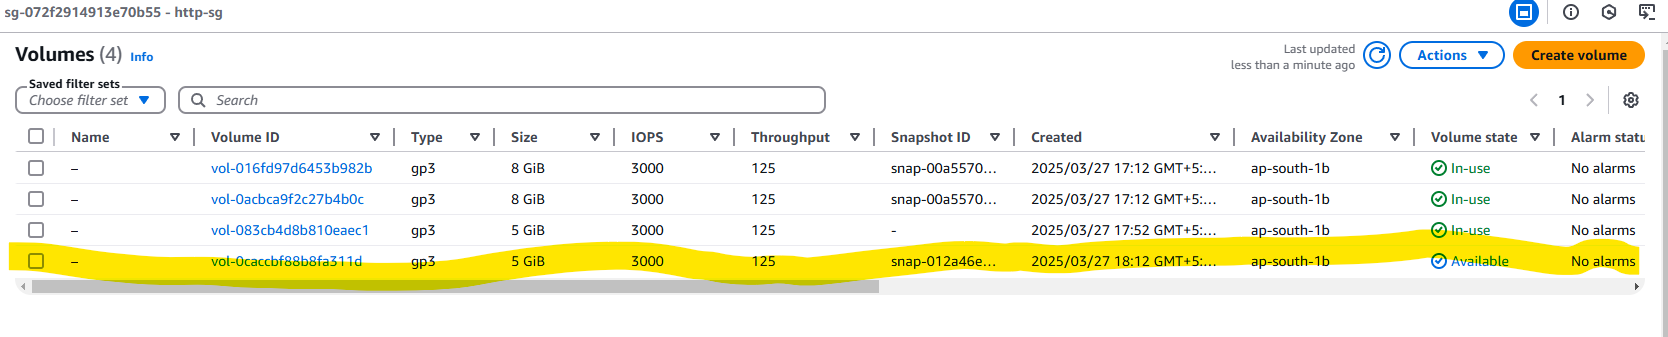 sg-072f2914913e70b55 - http-sg
Volumes (4) Info
Last updated
less than a minute ago
Actions
Create volume
Saved filter sets
Choose filter set
Search
1
Name Volume ID Type Size IOPS Throughput Snapshot ID Created Availability Zone Volume state Alarm statu
– vol-016fd97d6453b982b gp3 8 GiB 3000 125 snap-00a5570... 2025/03/27 17:12 GMT+5:... ap-south-1b In-use No alarms
– vol-0acbca9f2c27b4b0c gp3 8 GiB 3000 125 snap-00a5570... 2025/03/27 17:12 GMT+5:... ap-south-1b In-use No alarms
– vol-083cb4d8b810eaec1 gp3 5 GiB 3000 125 - 2025/03/27 17:52 GMT+5:... ap-south-1b In-use No alarms
– vol-0caccbf88b8fa311d gp3 5 GiB 3000 125 snap-012a46e... 2025/03/27 18:12 GMT+5:... ap-south-1b Available No alarms